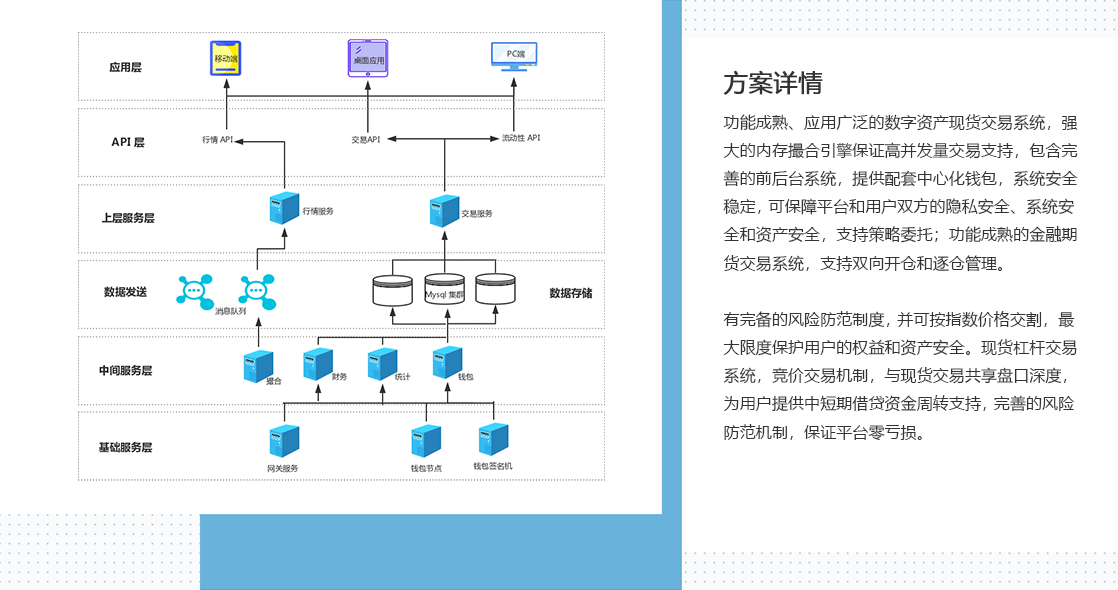 应用层
移动端
桌面应用
PC端
API 层
行情 API
交易API
流动性 API
上层服务层
行情服务
交易服务
数据发送
消息队列
Mysql 集群
数据存储
中间服务层
撮合
财务
统计
钱包
基础服务层
网关服务
钱包节点
钱包签名机
方案详情
功能成熟、应用广泛的数字资产现货交易系统，强
大的内存撮合引擎保证高并发量交易支持，包含完
善的前后台系统，提供配套中心化钱包，系统安全
稳定，可保障平台和用户双方的隐私安全、系统安
全和资产安全，支持策略委托；功能成熟的金融期
货交易系统，支持双向开仓和逐仓管理。
有完备的风险防范制度，并可按指数价格交割，最
大限度保护用户的权益和资产安全。现货杠杆交易
系统，竞价交易机制，与现货交易共享盘口深度，
为用户提供中短期借贷资金周转支持，完善的风险
防范机制，保证平台零亏损。